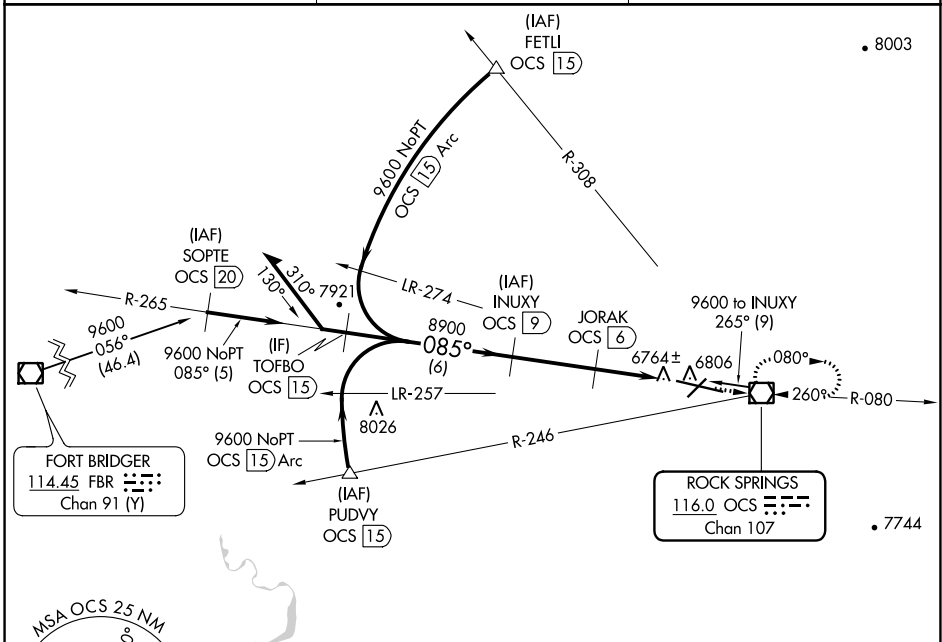 (IAF)
FETLI
OCS 15
8003
9600 NoPT
OCS 15 Arc
R-308
(IAF)
SOPTE
OCS 20
310°
130°
7921
LR-274
(IAF)
INUXY
OCS 9
JORAK
OCS 6
9600 to INUXY
265° (9)
R-265
9600
056°
(46.4)
9600 NoPT
085° (5)
(IF)
TOFBO
OCS 15
8900
085°
(6)
6764±
6806
080°
260°
R-080
LR-257
8026
9600 NoPT
OCS 15 Arc
R-246
FORT BRIDGER
114.45 FBR
Chan 91 (Y)
(IAF)
PUDVY
OCS 15
ROCK SPRINGS
116.0 OCS
Chan 107
7744
MSA OCS 25 NM